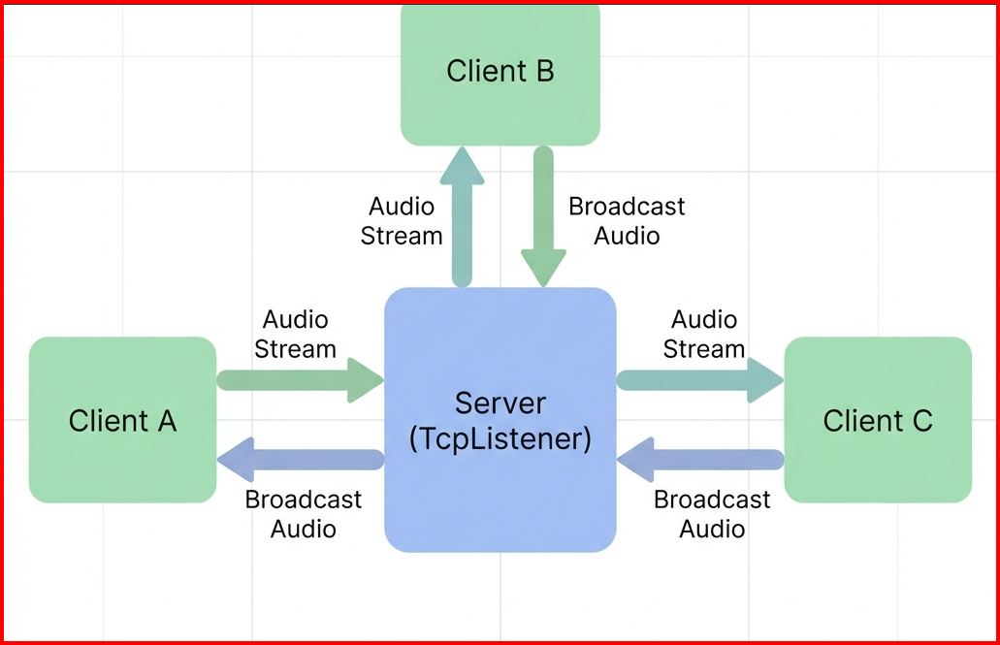 Client B
Audio
Stream
Broadcast
Audio
Audio
Stream
Audio
Stream
Client A
Server
(TcpListener)
Client C
Broadcast
Audio
Broadcast
Audio